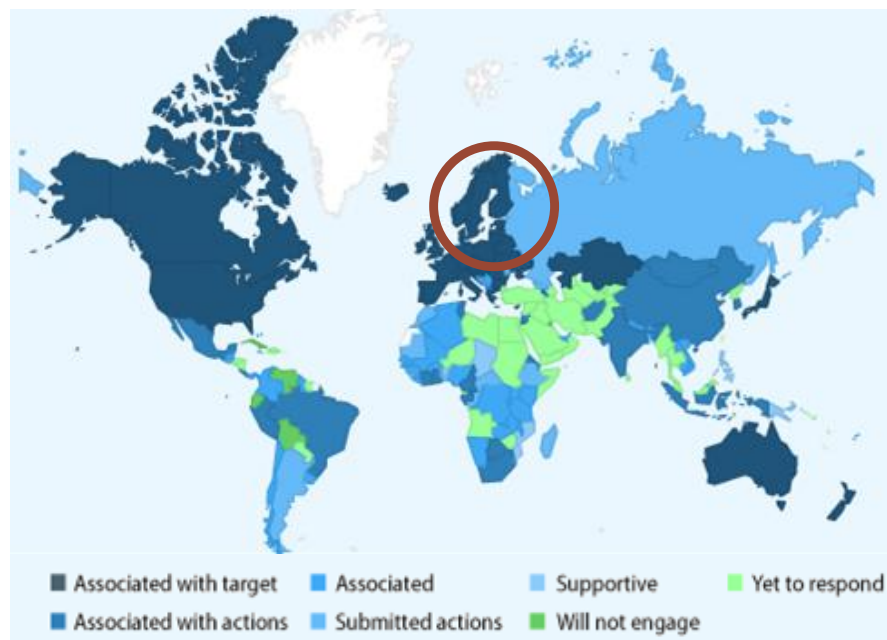 Associated with target Associated Supportive Yet to respond
Associated with actions Submitted actions Will not engage